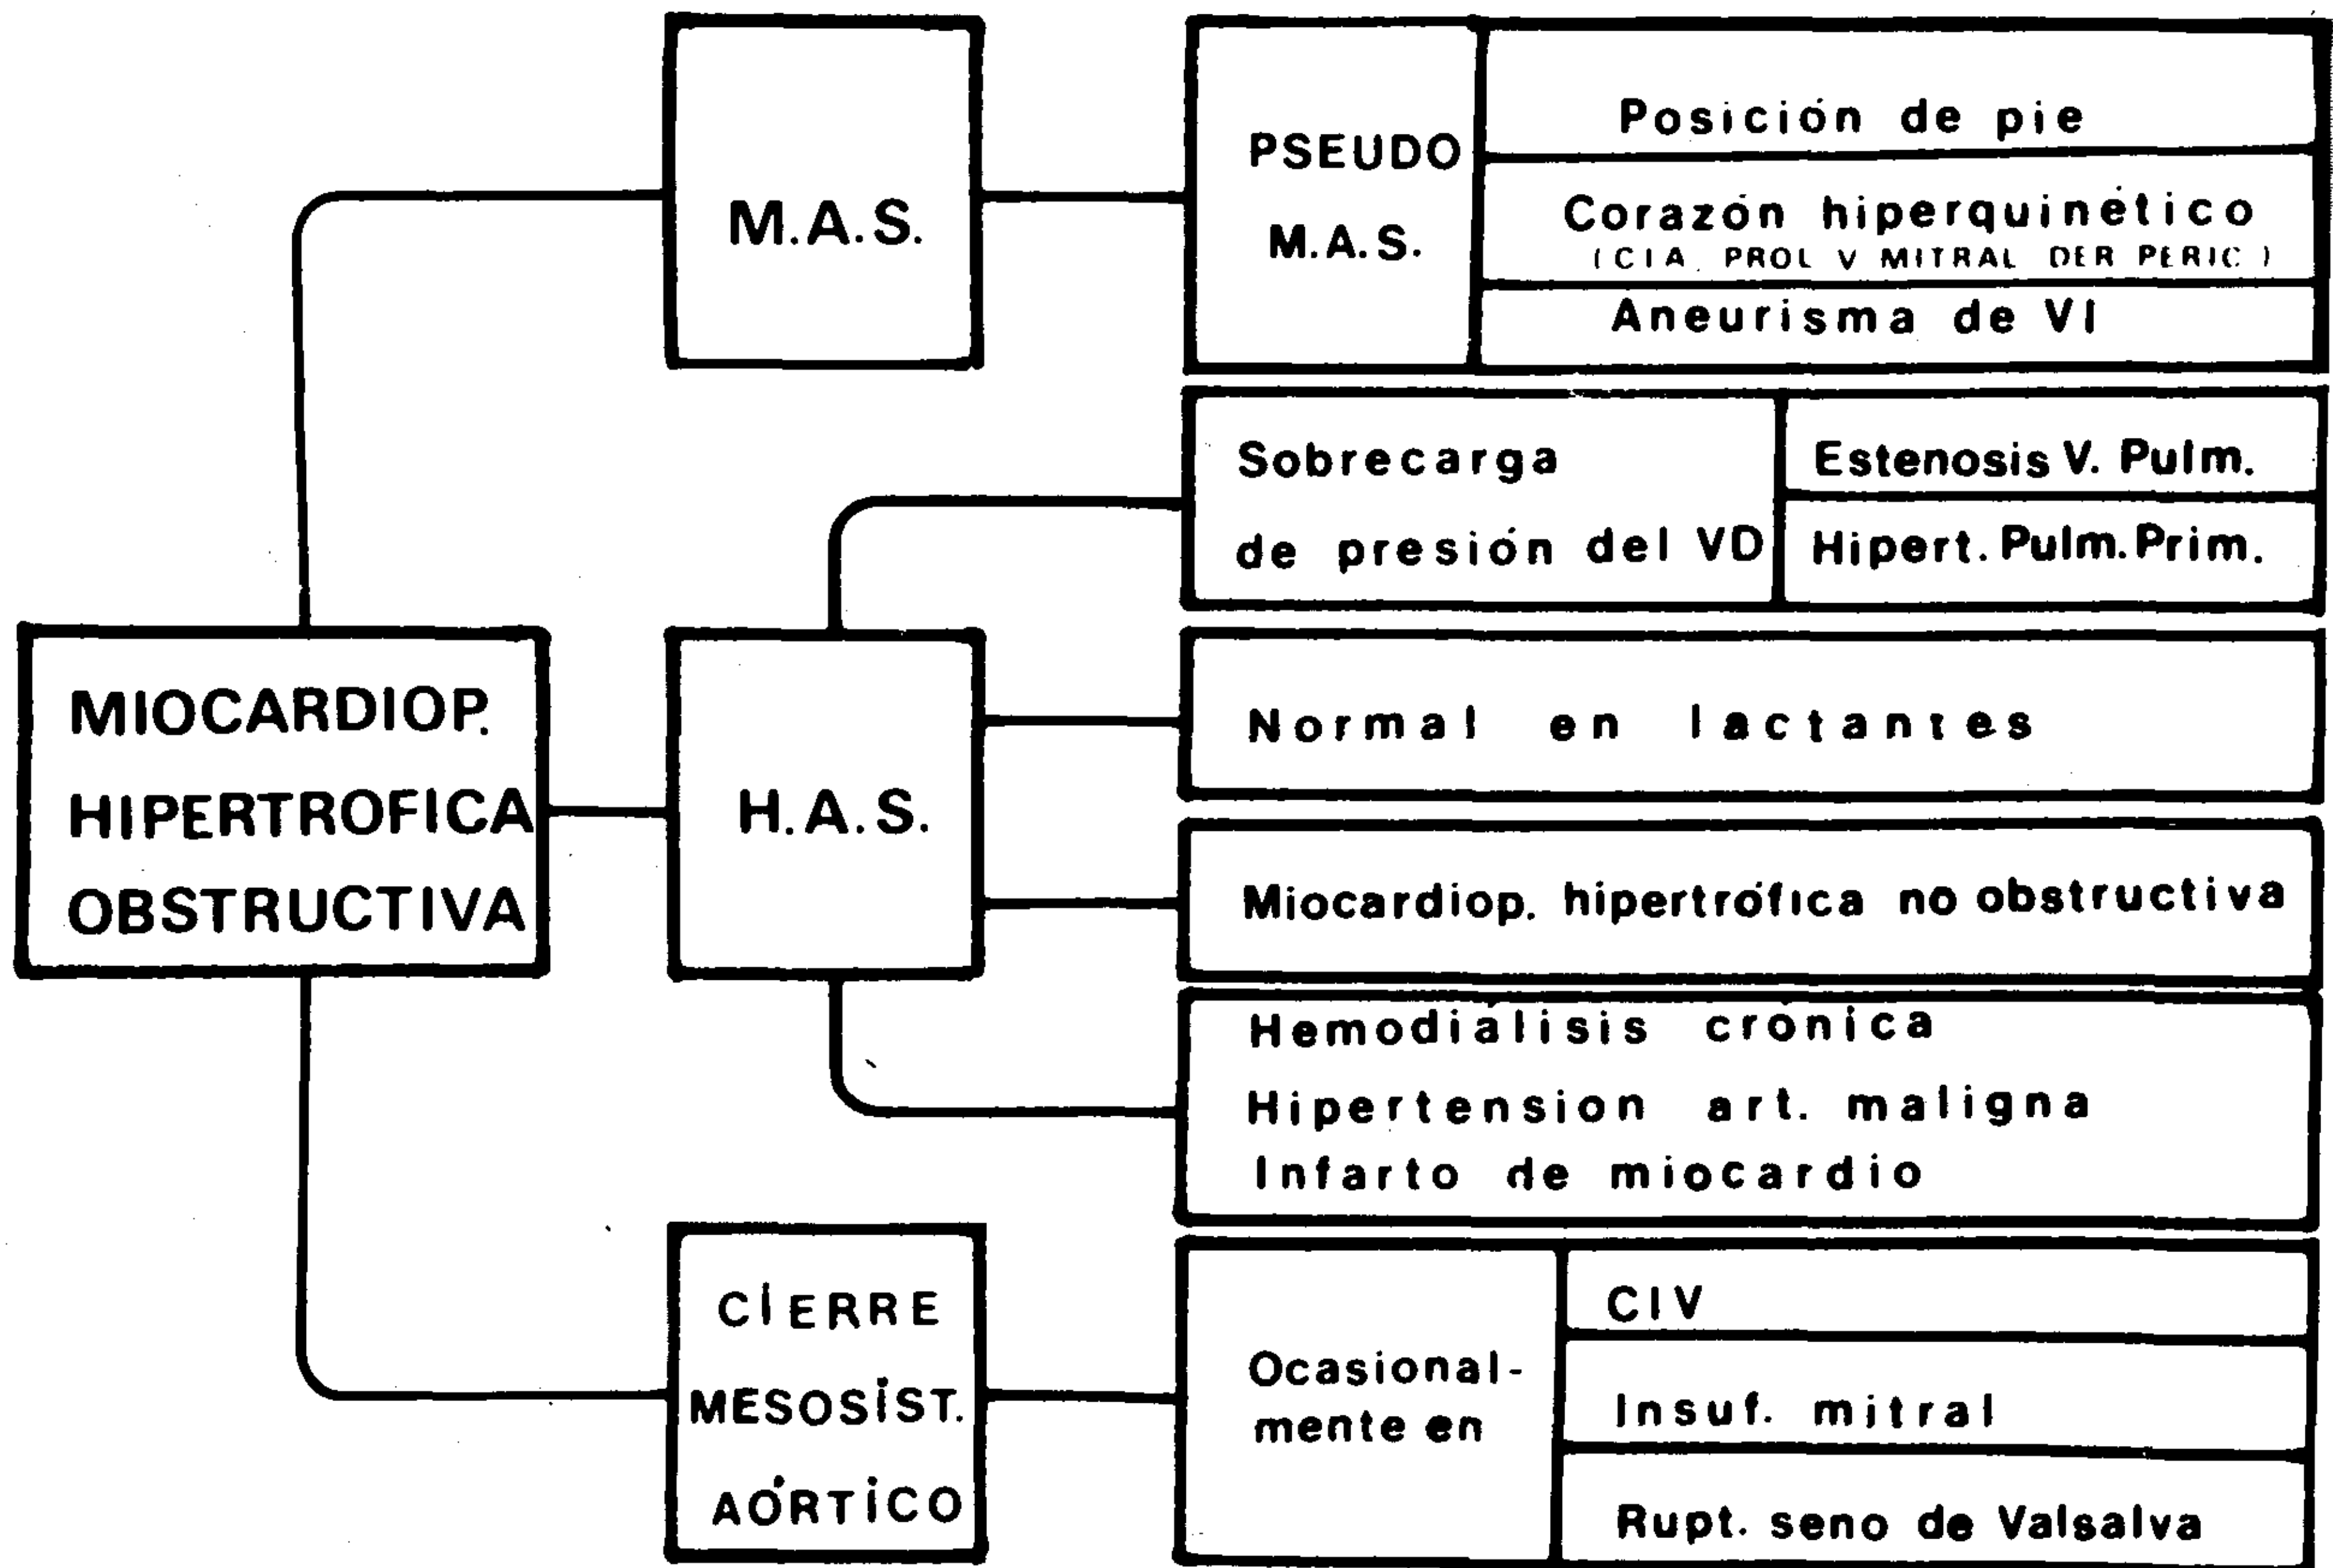 M.A.S.
PSEUDO
M.A.S.
Posición de pie
Corazón hiperquinético
(CIA. PROL V MITRAL DER PERIC)
Aneurisma de VI
MIOCARDIOP.
HIPERTROFICA
OBSTRUCTIVA
H.A.S.
Sobrecarga
de presión del VD
Estenosis V. Pulm.
Hipert. Pulm. Prim.
Normal en lactantes
Miocardiop. hipertrófica no obstructiva
Hemodiálisis cronica
Hipertension art. maligna
Infarto de miocardio
CIERRE
MESOSIST.
AÓRTICO
Ocasional-
mente en
CIV
Insuf. mitral
Rupt. seno de Valsalva